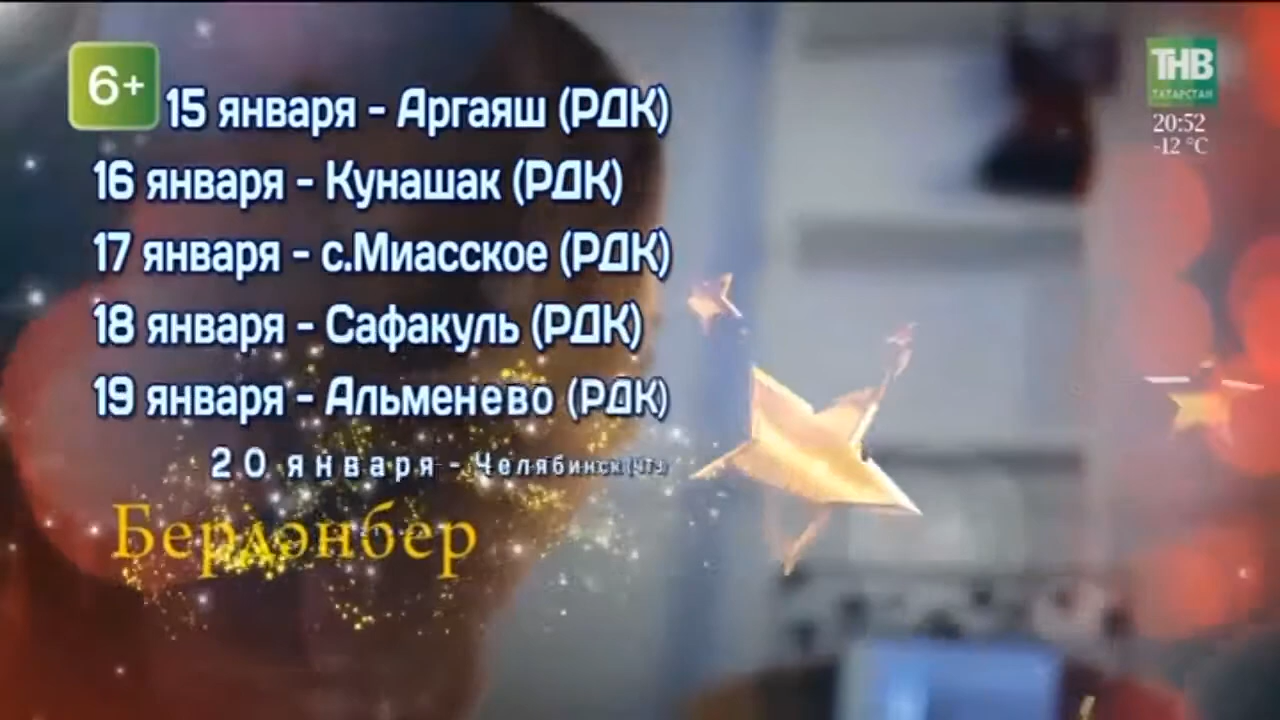 6+
15 января - Аргаяш (РДК)
16 января - Кунашак (РДК)
17 января - с.Миасское (РДК)
18 января - Сафакуль (РДК)
19 января - Альменево (РДК)
20 января - Челябинск
Бердәнбер
ТНВ
ТАТАРСТАН
20:52
-12 °C